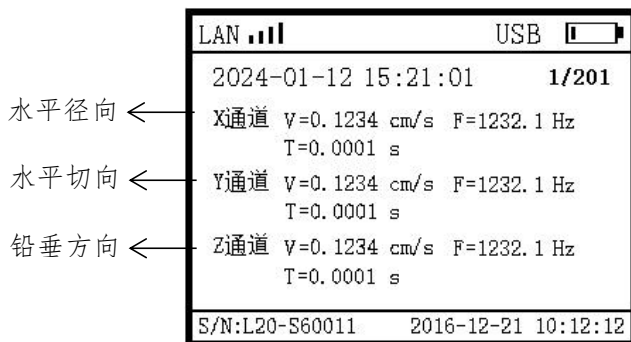 LAN USB
2024-01-12 15:21:01 1/201
水平径向 X通道 V=0.1234 cm/s F=1232.1 Hz
T=0.0001 s
水平切向 Y通道 V=0.1234 cm/s F=1232.1 Hz
T=0.0001 s
铅垂方向 Z通道 V=0.1234 cm/s F=1232.1 Hz
T=0.0001 s
S/N:L20-S60011 2016-12-21 10:12:12